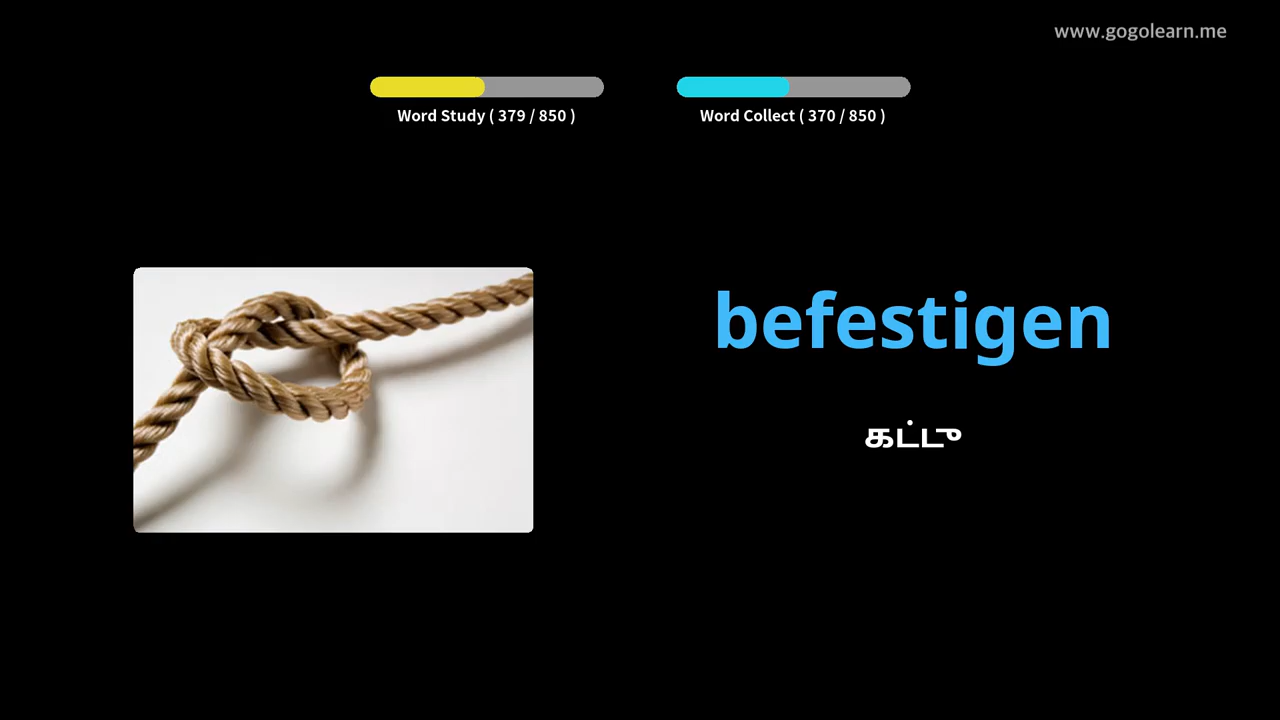 www.gogolearn.me
Word Study ( 379 / 850 )
Word Collect ( 370 / 850 )
befestigen
கட்டு